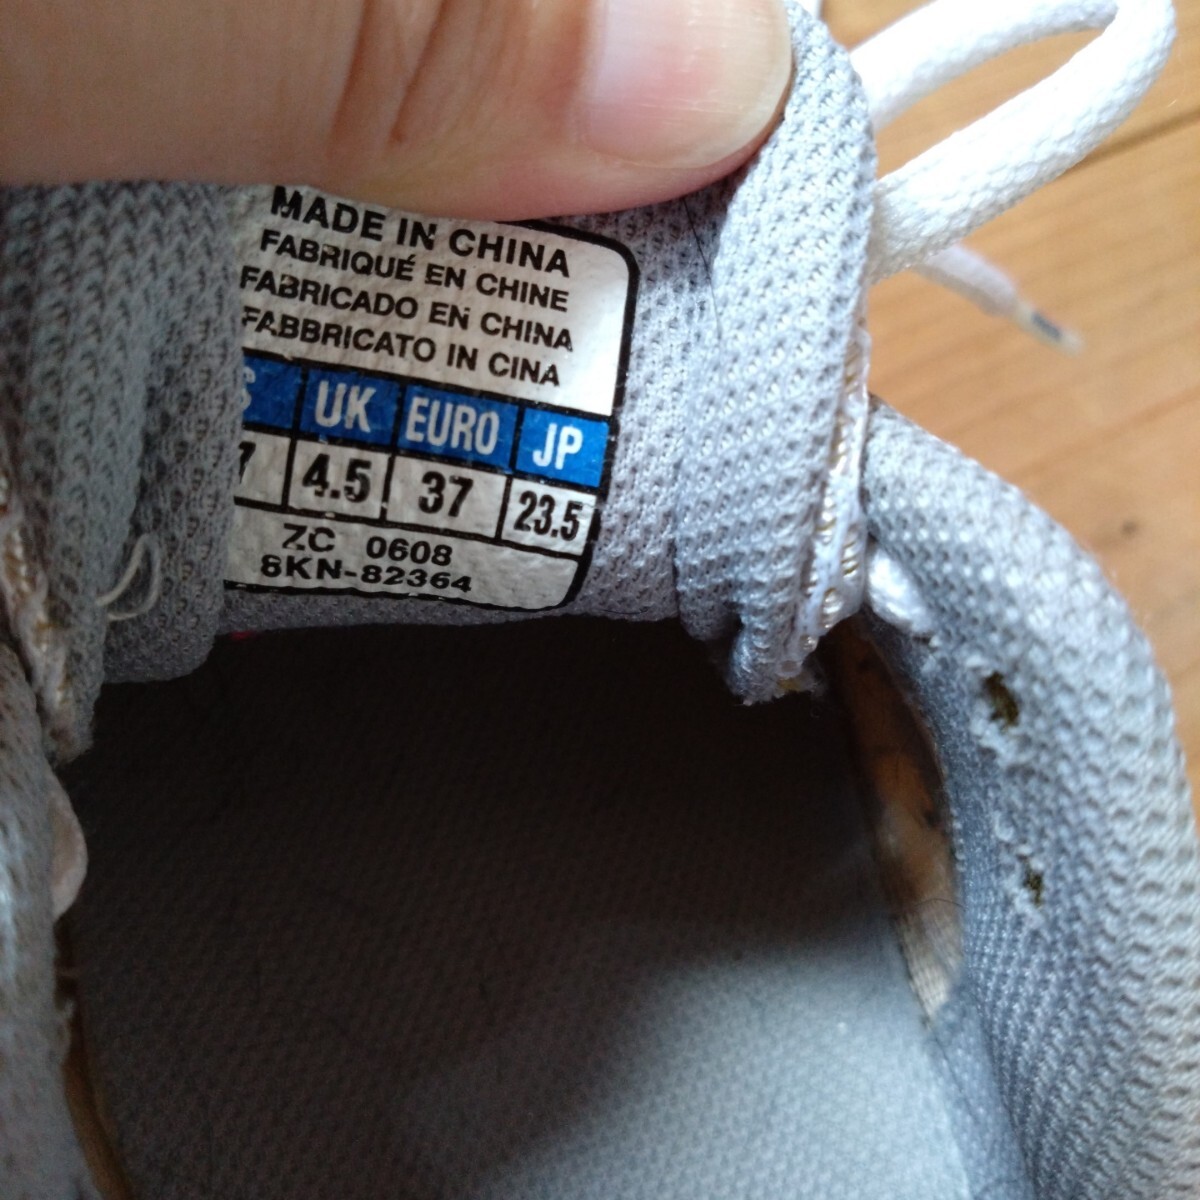 MADE IN CHINA
FABRIQUÉ EN CHINE
FABRICADO EN CHINA
FABBRICATO IN CINA
S UK EURO JP
7 4.5 37 23.5
ZC 0608
8KN-82364